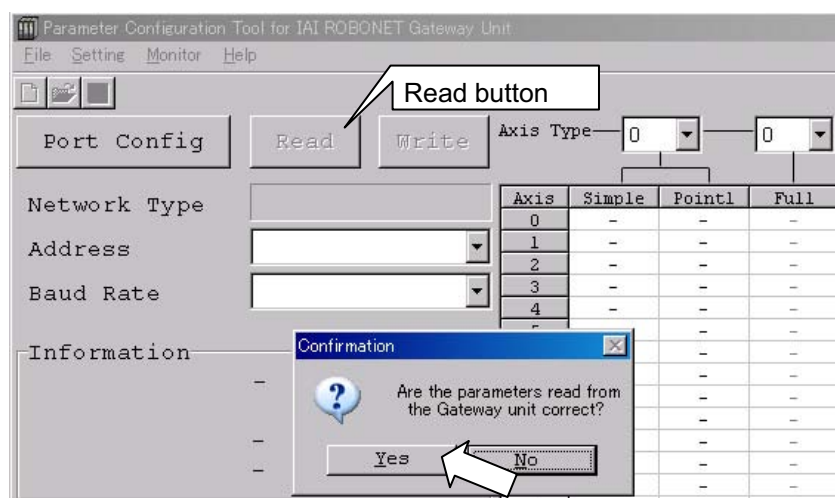 Parameter Configuration Tool for IAI ROBONET Gateway Unit
File Setting Monitor Help
Read button
Port Config Read Write Axis Type 0 0
Network Type
Address
Baud Rate
Axis Simple Point1 Full
0 - - -
1 - - -
2 - - -
3 - - -
4 - - -
- -
- -
- -
- -
- -
- -
- -
- -
Information
-
-
-
Confirmation
Are the parameters read from
the Gateway unit correct?
Yes No